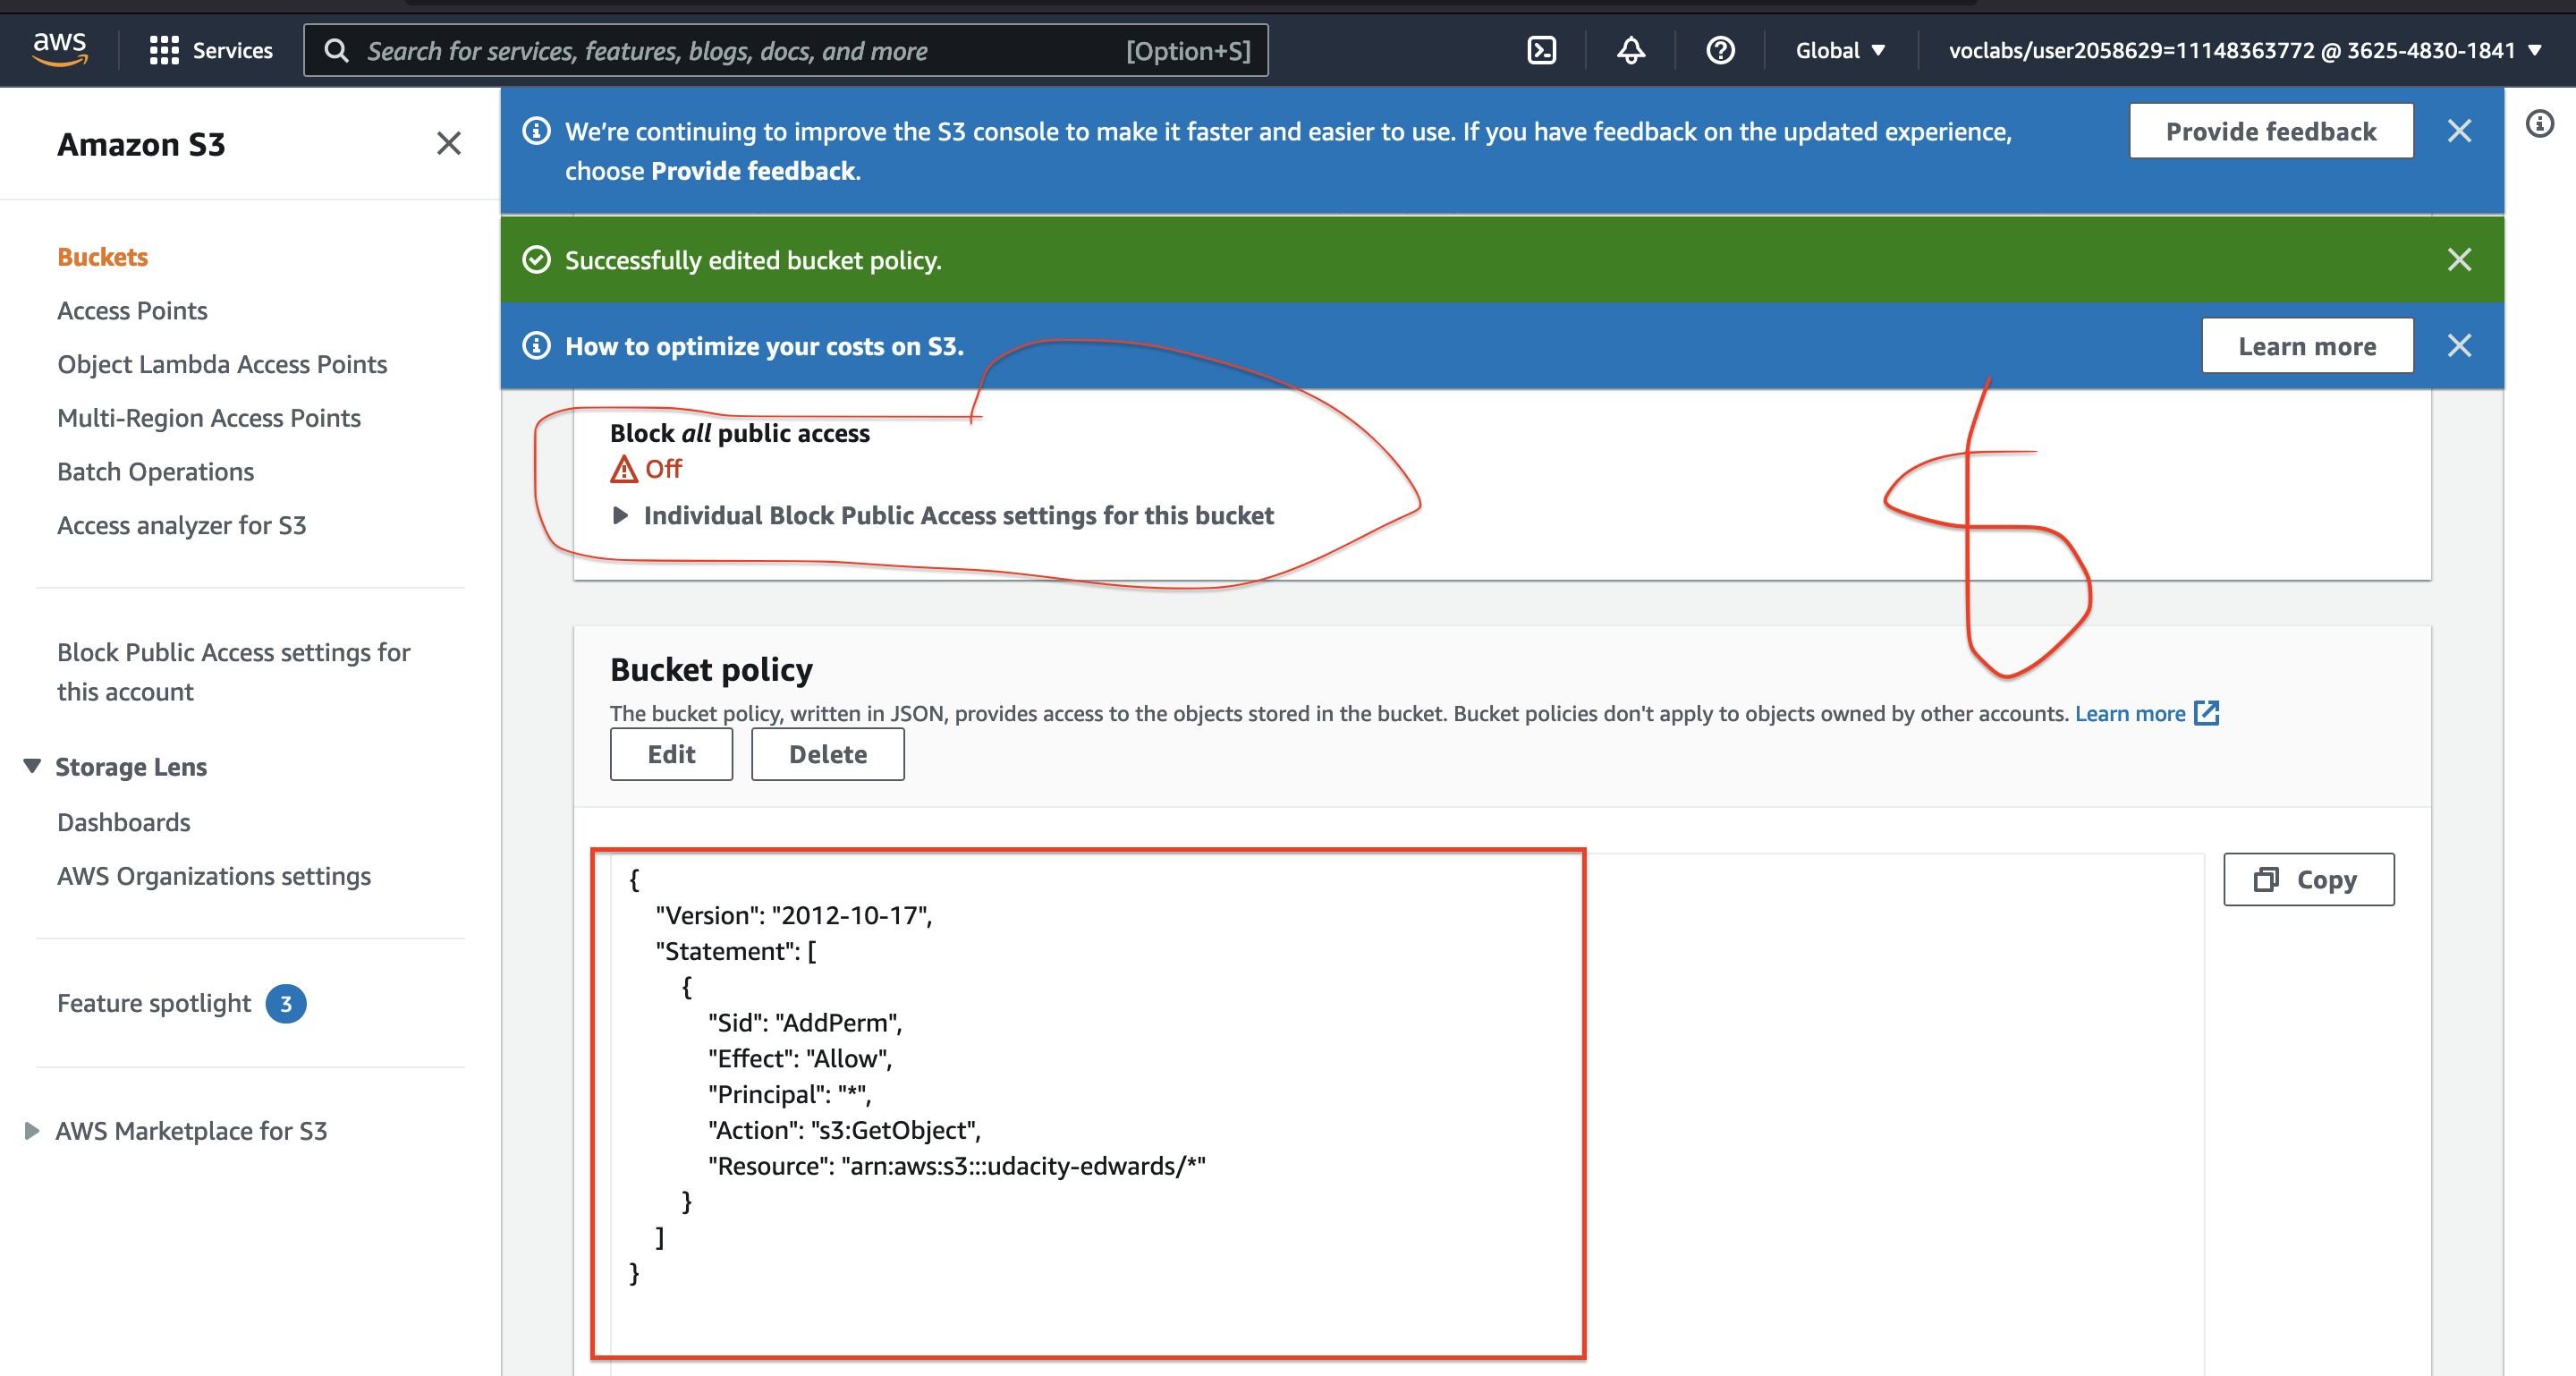 aws
Services
Search for services, features, blogs, docs, and more
[Option+S]
Global
voclabs/user2058629=11148363772 @ 3625-4830-1841
Amazon S3
Buckets
Access Points
Object Lambda Access Points
Multi-Region Access Points
Batch Operations
Access analyzer for S3
Block Public Access settings for
this account
Storage Lens
Dashboards
AWS Organizations settings
Feature spotlight 3
AWS Marketplace for S3
We're continuing to improve the S3 console to make it faster and easier to use. If you have feedback on the updated experience,
choose Provide feedback.
Provide feedback
Successfully edited bucket policy.
How to optimize your costs on S3.
Learn more
Block all public access
Off
Individual Block Public Access settings for this bucket
5
Bucket policy
The bucket policy, written in JSON, provides access to the objects stored in the bucket. Bucket policies don't apply to objects owned by other accounts. Learn more
Edit
Delete
Copy
{
"Version": "2012-10-17",
"Statement": [
{
"Sid": "AddPerm",
"Effect": "Allow",
"Principal": "*",
"Action": "s3:GetObject",
"Resource": "arn:aws:s3:::udacity-edwards/*"
}
]
}